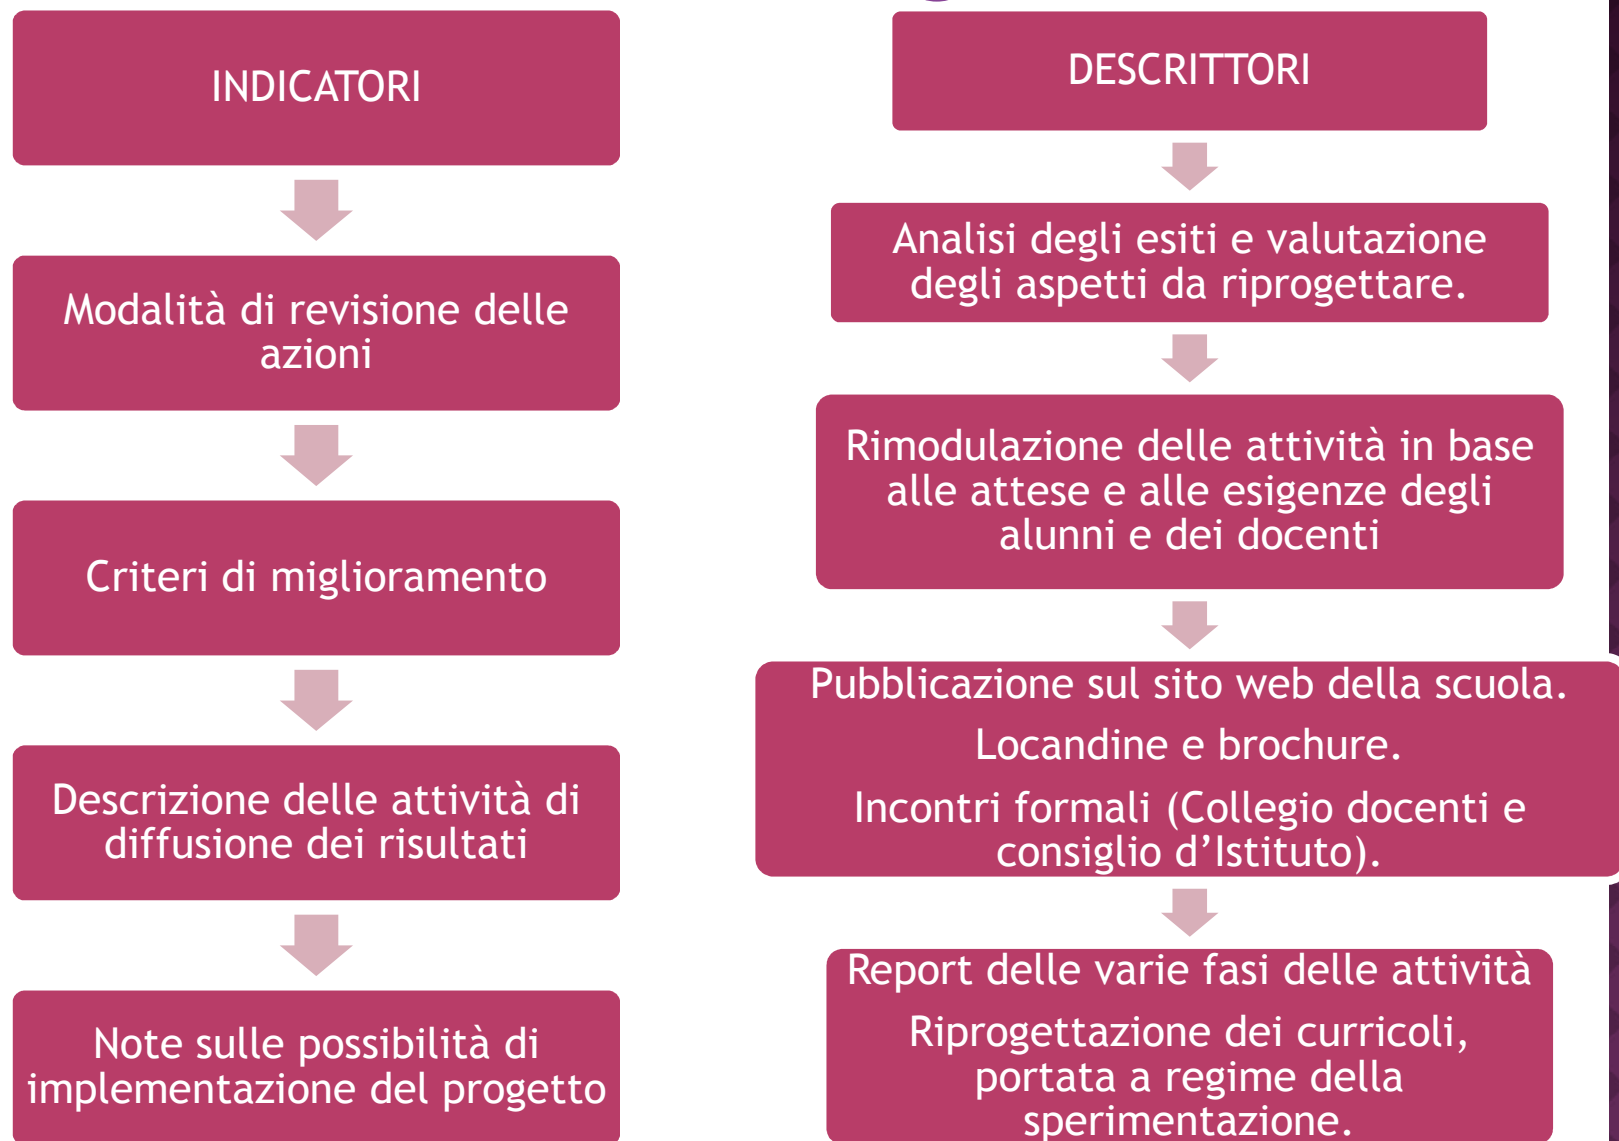 INDICATORI
Modalità di revisione delle
azioni
Criteri di miglioramento
Descrizione delle attività di
diffusione dei risultati
Note sulle possibilità di
implementazione del progetto
DESCRITTORI
Analisi degli esiti e valutazione
degli aspetti da riprogettare.
Rimodulazione delle attività in base
alle attese e alle esigenze degli
alunni e dei docenti
Pubblicazione sul sito web della scuola.
Locandine e brochure.
Incontri formali (Collegio docenti e
consiglio d’Istituto).
Report delle varie fasi delle attività
Riprogettazione dei curricoli,
portata a regime della
sperimentazione.